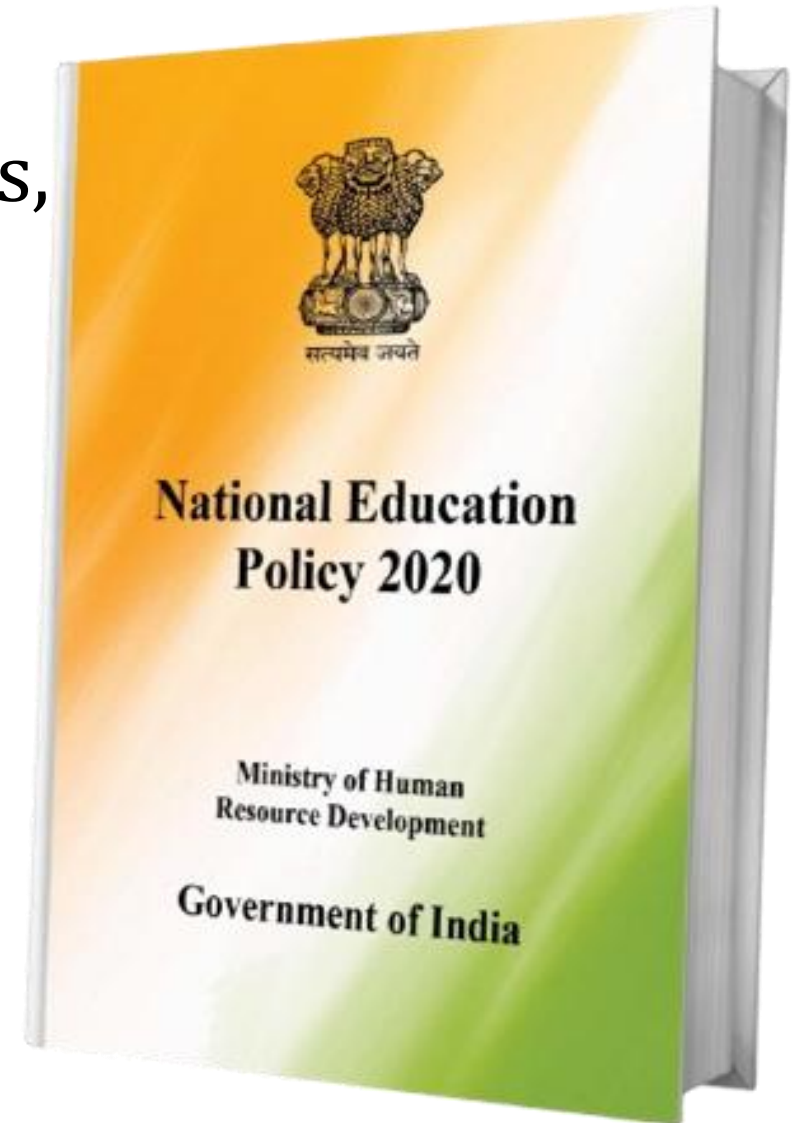 s,
सत्यमेव जयते
National Education
Policy 2020
Ministry of Human
Resource Development
Government of India